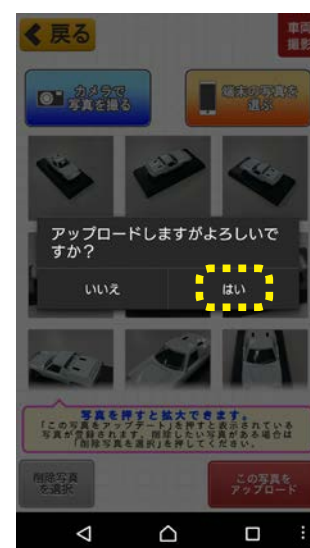 戻る
車両
撮影
カメラで
写真を撮る
端末の写真を
選ぶ
アップロードしますがよろしいで
すか？
いいえ
はい
写真を押すと拡大できます。
「この写真をアップデート」を押すと表示されている
写真が登録されます。削除したい写真がある場合は
「削除写真を選択」を押してください。
削除写真
を選択
この写真を
アップロード